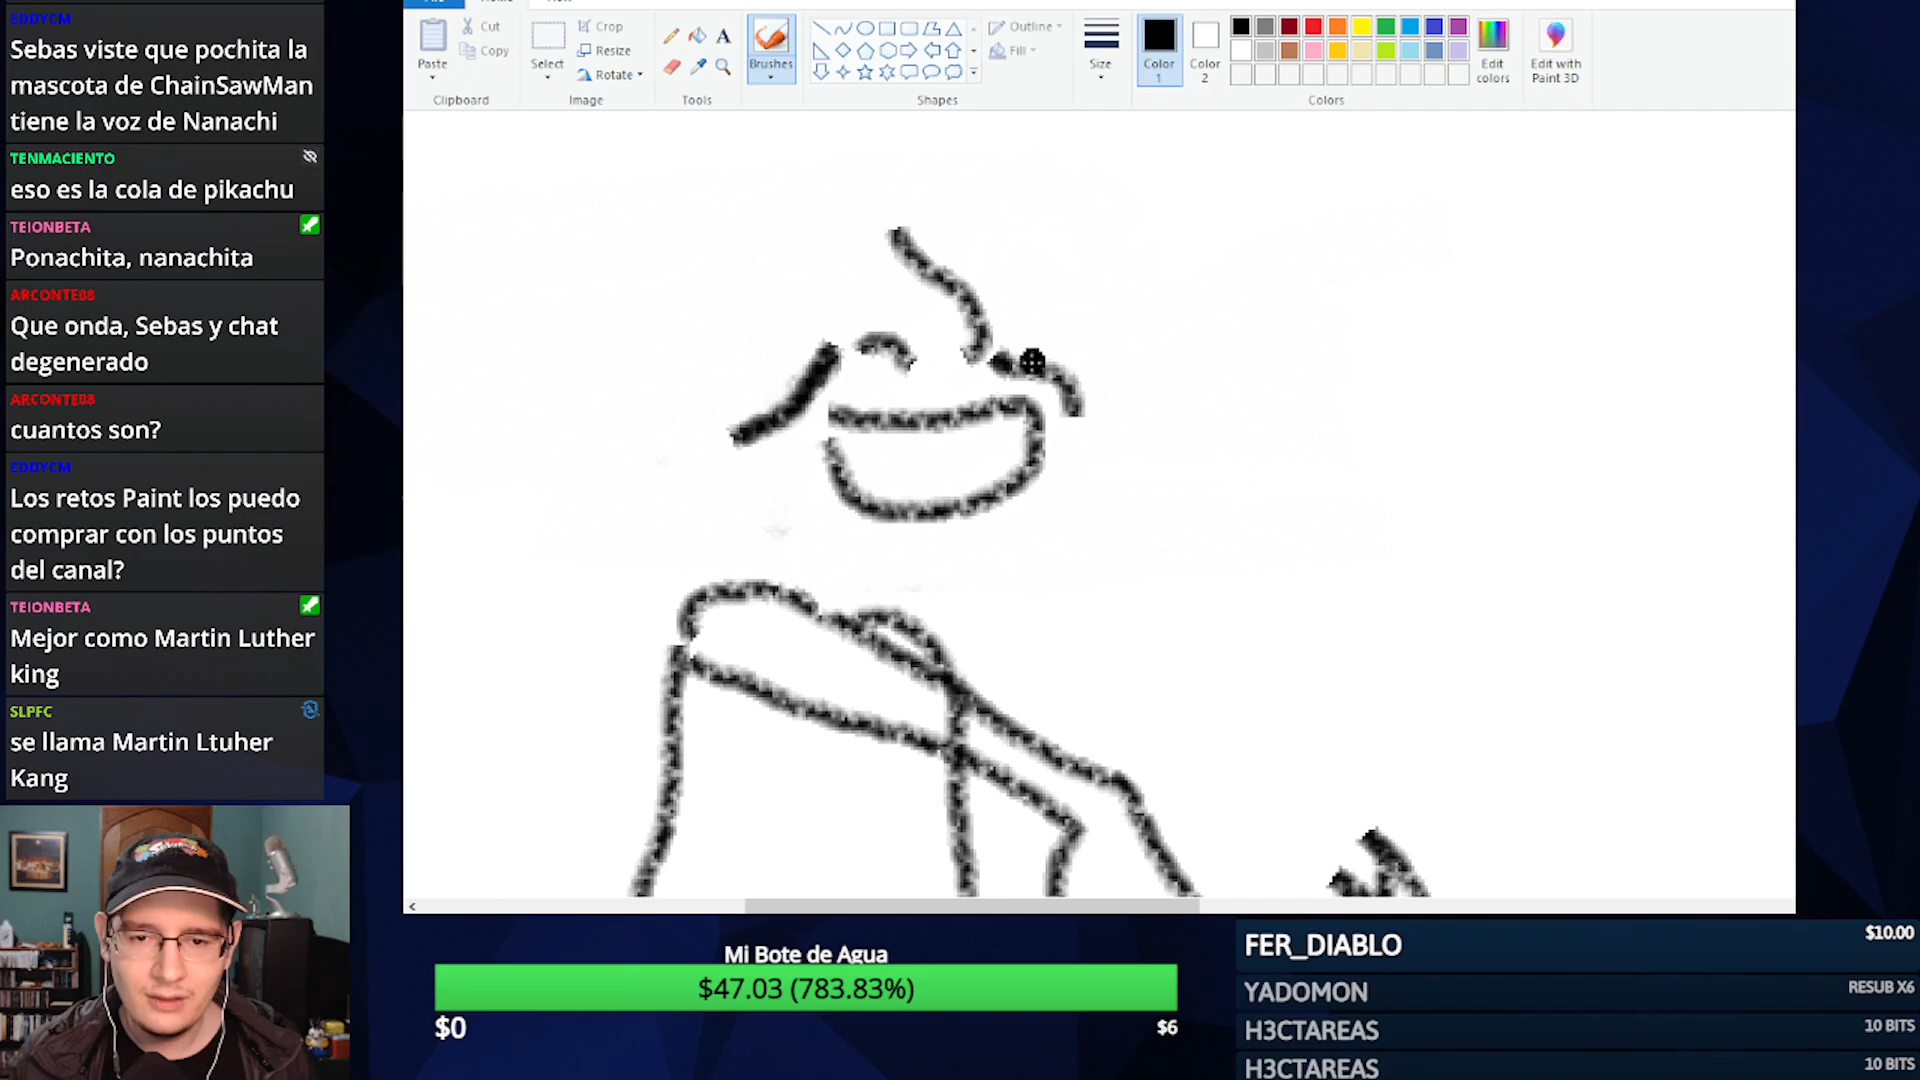 EDDYCM
Sebas viste que pochita la
mascota de ChainSawMan
tiene la voz de Nanachi
TENMACIENTO
eso es la cola de pikachu
TEIONBETA
Ponachita, nanachita
ARCONTE08
Que onda, Sebas y chat
degenerado
ARCONTE08
cuantos son?
EDDYCM
Los retos Paint los puedo
comprar con los puntos
del canal?
TEIONBETA
Mejor como Martin Luther
king
SLPFC
se llama Martin Ltuher
Kang
Paste
Cut
Copy
Clipboard
Select
Crop
Resize
Rotate
Image
A
Tools
Brushes
Shapes
Outline
Fill
Size
Color
1
Color
2
Colors
Edit
colors
Edit with
Paint 3D
Mi Bote de Agua
$47.03 (783.83%)
$0
$6
FER_DIABLO
$10.00
YADOMON
RESUB X6
H3CTAREAS
10 BITS
H3CTAREAS
10 BITS